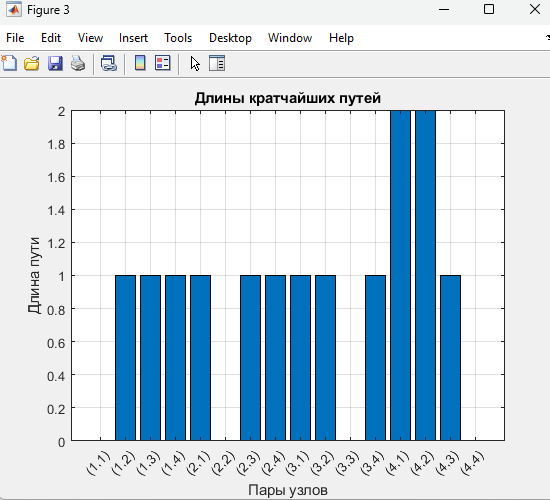 Figure 3
File Edit View Insert Tools Desktop Window Help
Длины кратчайших путей
2
1.8
1.6
1.4
1.2
1
0.8
0.6
0.4
0.2
0
Длина пути
(1.1) (1.2) (1.3) (1.4) (2.1) (2.2) (2.3) (2.4) (3.1) (3.2) (3.3) (3.4) (4.1) (4.2) (4.3) (4.4)
Пары узлов